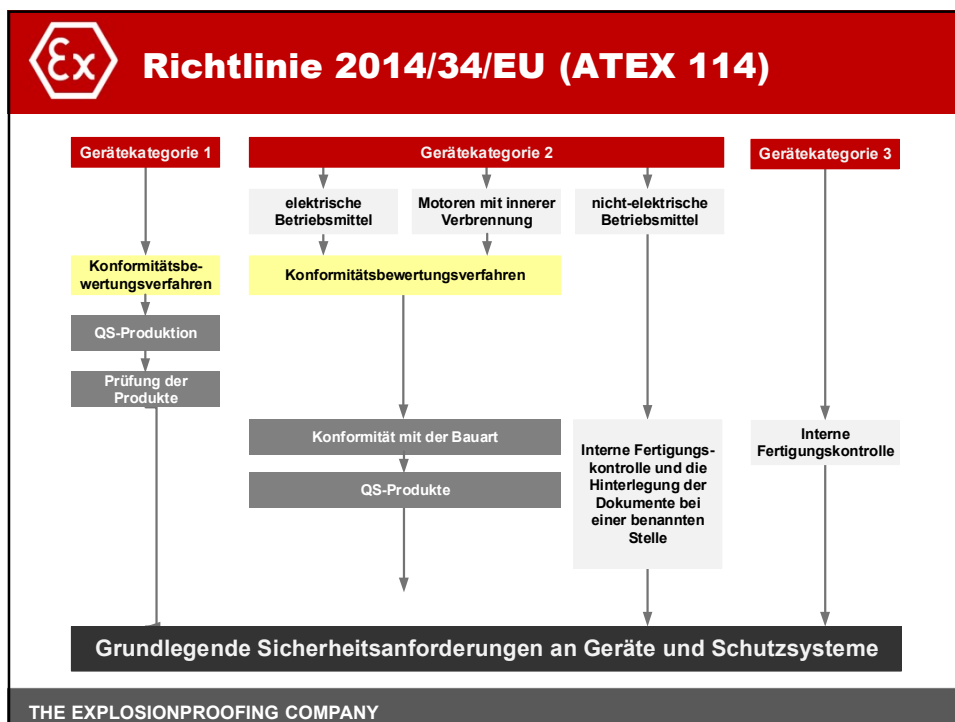 Ex
Richtlinie 2014/34/EU (ATEX 114)
Gerätekategorie 1
Gerätekategorie 2
Gerätekategorie 3
elektrische
Betriebsmittel
Motoren mit innerer
Verbrennung
nicht-elektrische
Betriebsmittel
Konformitätsbe-
wertungsverfahren
Konformitätsbewertungsverfahren
QS-Produktion
Prüfung der
Produkte
Konformität mit der Bauart
QS-Produkte
Interne Fertigungs-
kontrolle und die
Hinterlegung der
Dokumente bei
einer benannten
Stelle
Interne
Fertigungskontrolle
Grundlegende Sicherheitsanforderungen an Geräte und Schutzsysteme
THE EXPLOSIONPROOFING COMPANY